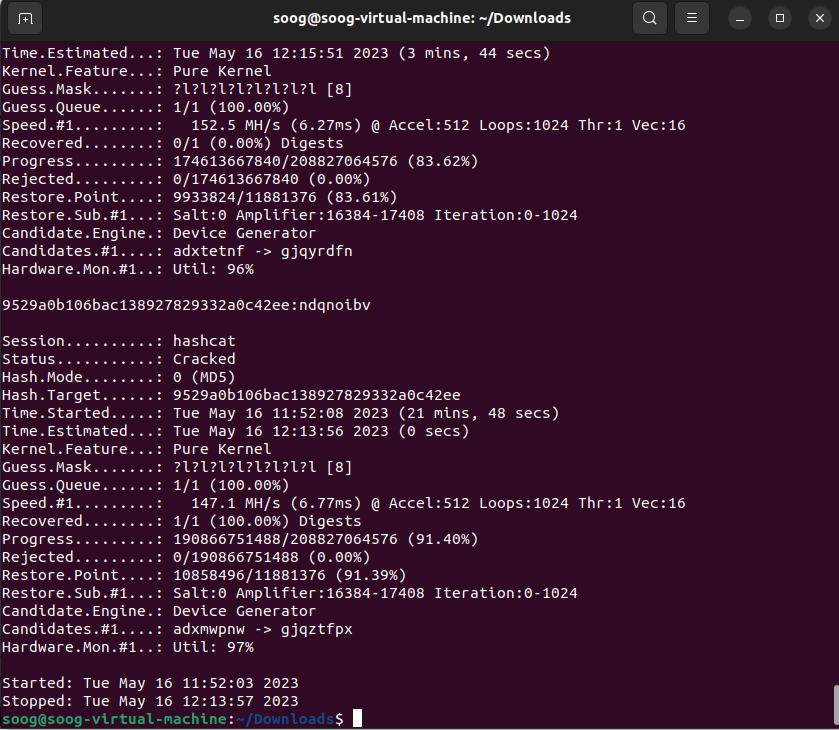 soog@soog-virtual-machine: ~/Downloads
Time.Estimated...: Tue May 16 12:15:51 2023 (3 mins, 44 secs)
Kernel.Feature...: Pure Kernel
Guess.Mask.......: ?l?l?l?l?l?l?l?l [8]
Guess.Queue......: 1/1 (100.00%)
Speed.#1.........:   152.5 MH/s (6.27ms) @ Accel:512 Loops:1024 Thr:1 Vec:16
Recovered........: 0/1 (0.00%) Digests
Progress.........: 174613667840/208827064576 (83.62%)
Rejected.........: 0/174613667840 (0.00%)
Restore.Point....: 9933824/11881376 (83.61%)
Restore.Sub.#1...: Salt:0 Amplifier:16384-17408 Iteration:0-1024
Candidate.Engine.: Device Generator
Candidates.#1....: adxtetnf -> gjqyrdfn
Hardware.Mon.#1..: Util: 96%

9529a0b106bac138927829332a0c42ee:ndqnoibv

Session..........: hashcat
Status...........: Cracked
Hash.Mode........: 0 (MD5)
Hash.Target......: 9529a0b106bac138927829332a0c42ee
Time.Started.....: Tue May 16 11:52:08 2023 (21 mins, 48 secs)
Time.Estimated...: Tue May 16 12:13:56 2023 (0 secs)
Kernel.Feature...: Pure Kernel
Guess.Mask.......: ?l?l?l?l?l?l?l?l [8]
Guess.Queue......: 1/1 (100.00%)
Speed.#1.........:   147.1 MH/s (6.77ms) @ Accel:512 Loops:1024 Thr:1 Vec:16
Recovered........: 1/1 (100.00%) Digests
Progress.........: 190866751488/208827064576 (91.40%)
Rejected.........: 0/190866751488 (0.00%)
Restore.Point....: 10858496/11881376 (91.39%)
Restore.Sub.#1...: Salt:0 Amplifier:16384-17408 Iteration:0-1024
Candidate.Engine.: Device Generator
Candidates.#1....: adxmwpnw -> gjqztfpx
Hardware.Mon.#1..: Util: 97%

Started: Tue May 16 11:52:03 2023
Stopped: Tue May 16 12:13:57 2023
soog@soog-virtual-machine:~/Downloads$